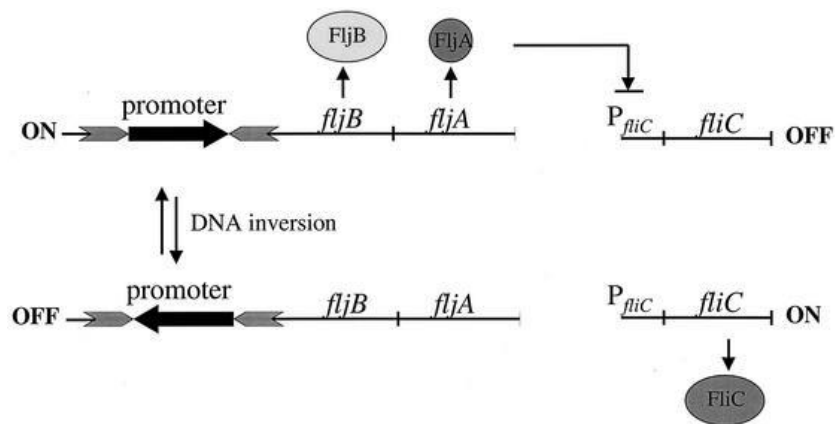 FljB
FljA
promoter
ON
fljB
fljA
PfliC
fliC
OFF
DNA inversion
promoter
OFF
fljB
fljA
PfliC
fliC
ON
FliC